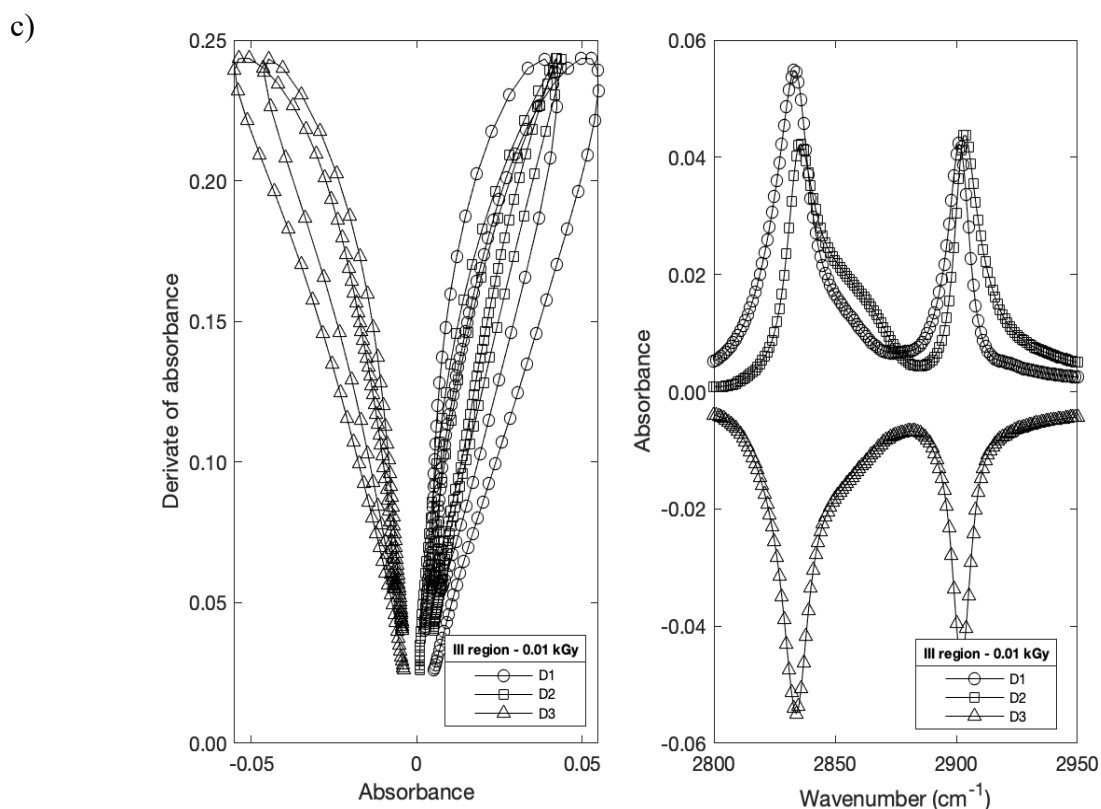 c)
0.25
0.20
0.15
0.10
0.05
0.00
Derivate of absorbance
-0.05
0
0.05
Absorbance
III region - 0.01 kGy
D1
D2
D3
0.06
0.04
0.02
0.00
-0.02
-0.04
-0.06
Absorbance
2800
2850
2900
2950
Wavenumber (cm⁻¹)
III region - 0.01 kGy
D1
D2
D3